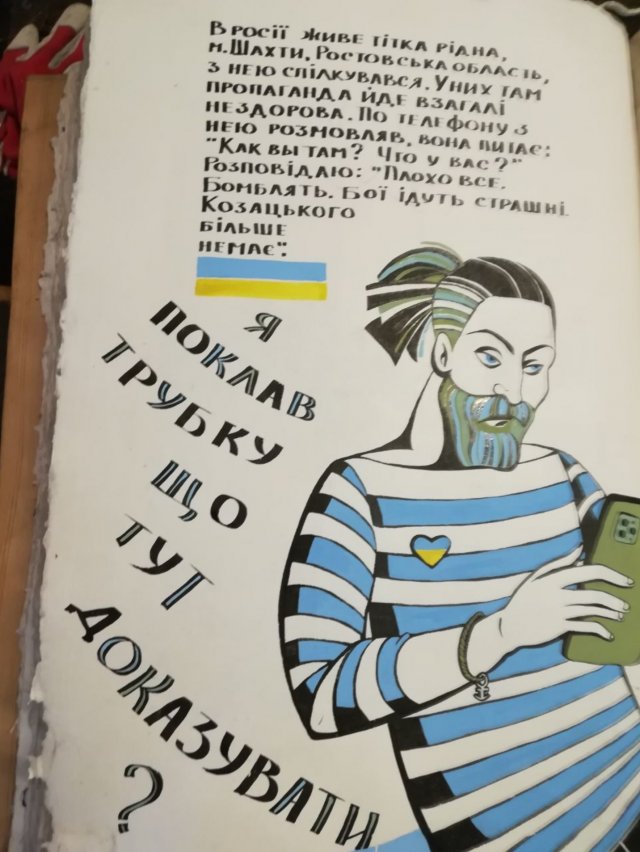 В РОСІЇ ЖИВЕ ТІТКА РІДНА,
М.ШАХТИ, РОСТОВСЬКА ОБЛАСТЬ,
З НЕЮ СПІЛКУВАВСЯ. У НИХ ТАМ
ПРОПАГАНДА ЙДЕ ВЗАГАЛІ
НЕЗДОРОВА. ПО ТЕЛЕФОНУ З
НЕЮ РОЗМОВЛЯВ, ВОНА ПИТАЄ:
"КАК ВЫ ТАМ? ЧТО У ВАС?"
РОЗПОВІДАЮ: "ПЛОХО ВСЕ.
БОМБЛЯТЬ. БОЇ ІДУТЬ СТРАШНІ.
КОЗАЦЬКОГО
БІЛЬШЕ
НЕМАЄ".
Я
ПОКЛАВ
ТРУБКУ
ЩО
ТУТ
ДОКАЗУВАТИ
?